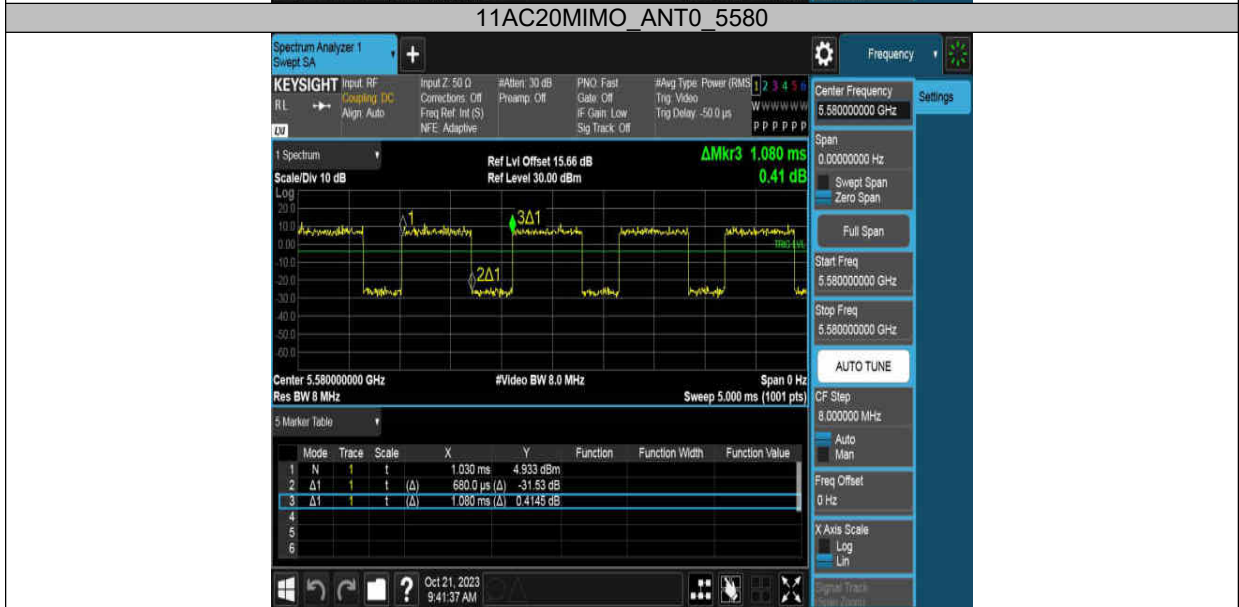 11AC20MIMO_ANT0_5580
Spectrum Analyzer 1
Swept SA
Frequency
KEYSIGHT
RL
Input: RF
Coupling: DC
Align: Auto
Input Z: 50 Ω
Corrections: Off
Freq Ref: Int (S)
NFE: Adaptive
#Atten: 30 dB
Preamp: Off
PNO: Fast
Gate: Off
IF Gain: Low
Sig Track: Off
#Avg Type: Power (RMS
Trig: Video
Trig Delay: -50.0 µs
1 2 3 4 5 6
W W W W W W
P P P P P P
1 Spectrum
Scale/Div 10 dB
Ref Lvl Offset 15.66 dB
Ref Level 30.00 dBm
ΔMkr3 1.080 ms
0.41 dB
Log
20.0
10.0
0.00
-10.0
-20.0
-30.0
-40.0
-50.0
-60.0
1
3Δ1
2Δ1
TRIG LVL
Center 5.580000000 GHz
Res BW 8 MHz
#Video BW 8.0 MHz
Span 0 Hz
Sweep 5.000 ms (1001 pts)
5 Marker Table
Mode Trace Scale X Y Function Function Width Function Value
1 N 1 t 1.030 ms 4.933 dBm
2 Δ1 1 t (Δ) 680.0 µs (Δ) -31.53 dB
3 Δ1 1 t (Δ) 1.080 ms (Δ) 0.4145 dB
4
5
6
Oct 21, 2023
9:41:37 AM
Center Frequency
5.580000000 GHz
Settings
Span
0.00000000 Hz
Swept Span
Zero Span
Full Span
Start Freq
5.580000000 GHz
Stop Freq
5.580000000 GHz
AUTO TUNE
CF Step
8.000000 MHz
Auto
Man
Freq Offset
0 Hz
X Axis Scale
Log
Lin
Signal Track
(Span Zoom)